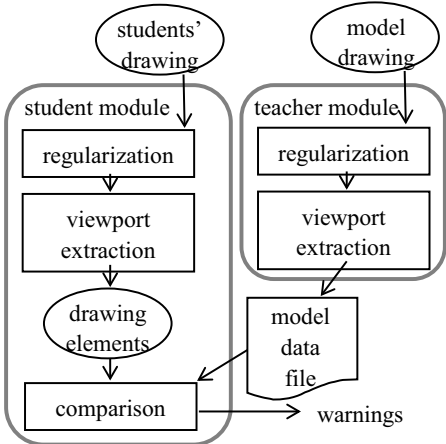 students’
drawing
model
drawing
student module
teacher module
regularization
regularization
viewport
extraction
viewport
extraction
drawing
elements
model
data
file
comparison
warnings